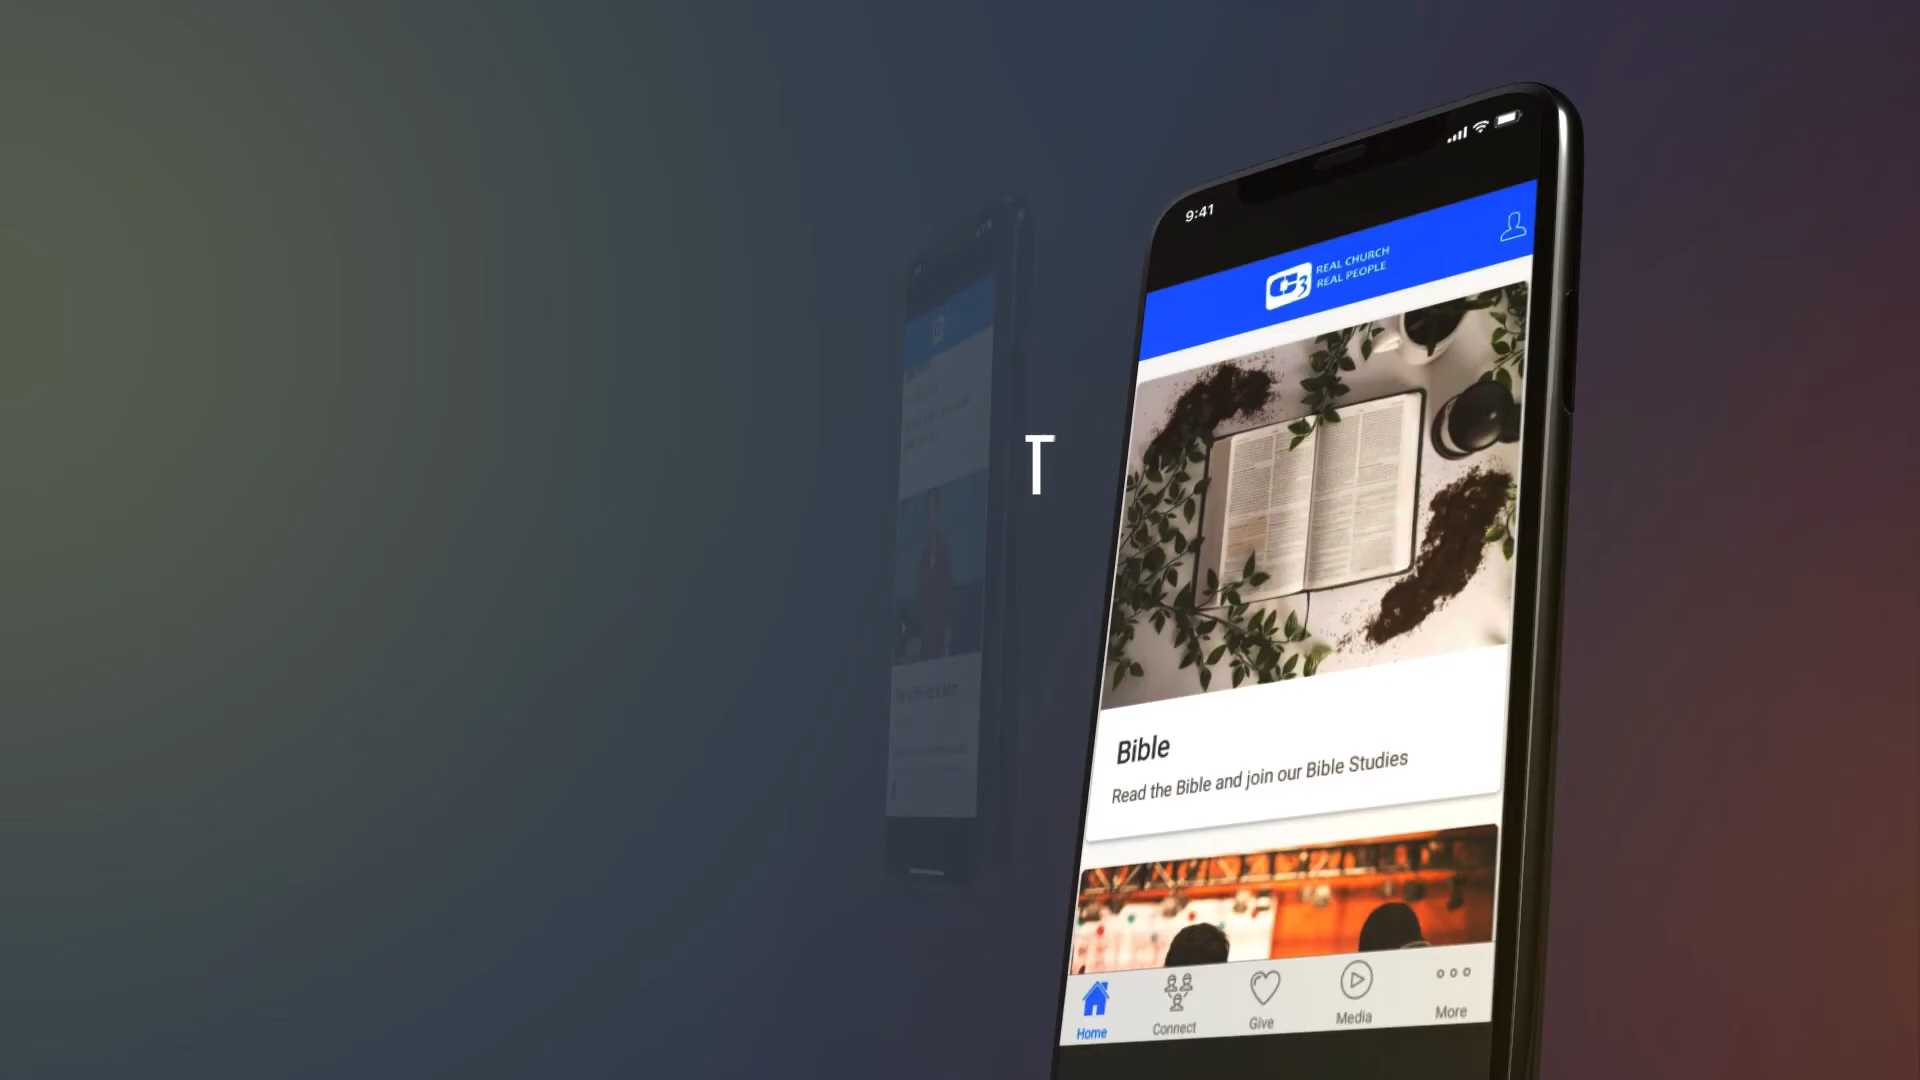 9:41
C3
REAL CHURCH
REAL PEOPLE
T
Bible
Read the Bible and join our Bible Studies
Home
Connect
Give
Media
More